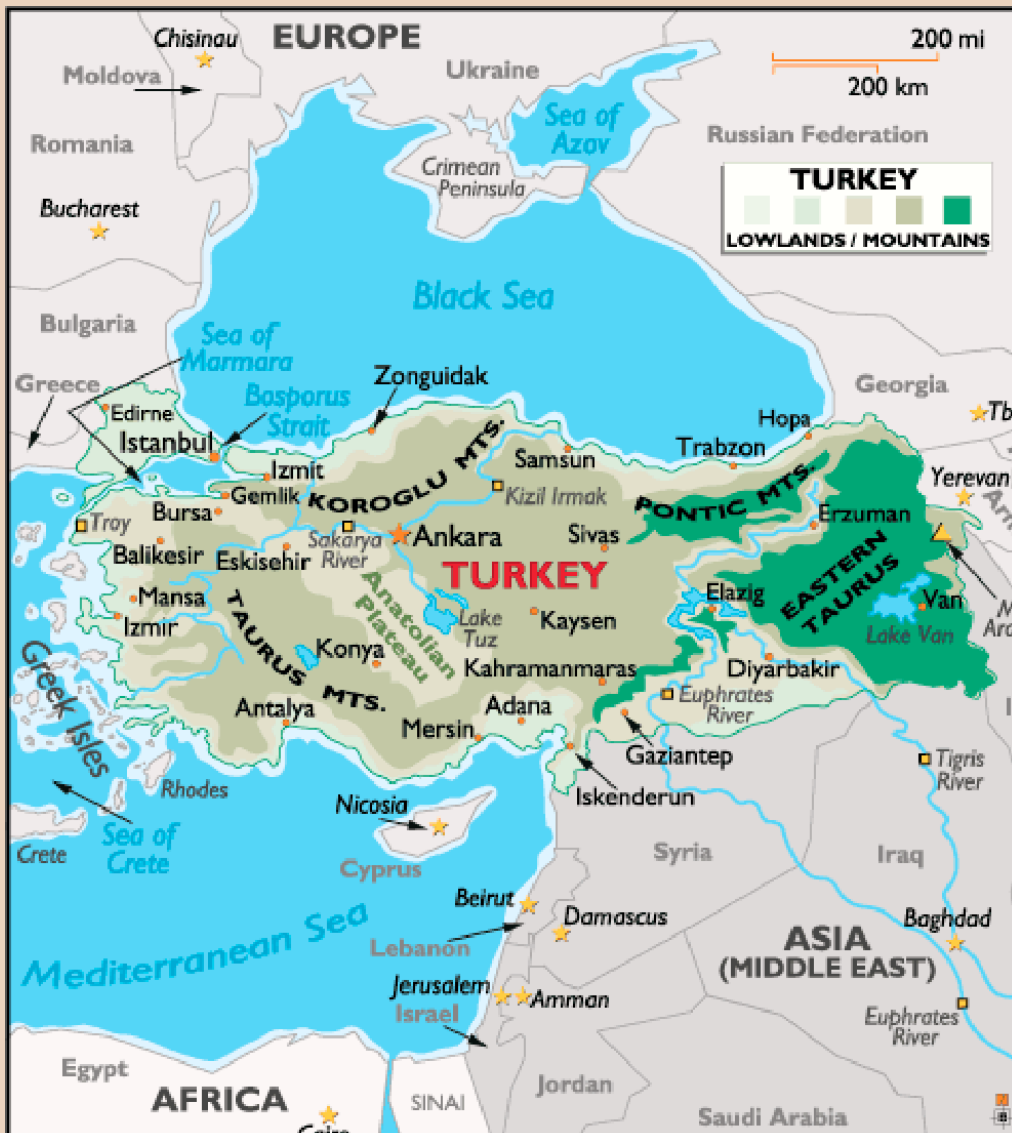 EUROPE
Chisinau
Moldova
Ukraine
200 mi
200 km
Sea of
Azov
Russian Federation
Romania
Crimean
Peninsula
TURKEY
LOWLANDS / MOUNTAINS
Bucharest
Black Sea
Bulgaria
Sea of
Marmara
Greece
Bosporus
Strait
Zonguidak
Georgia
Edirne
Istanbul
Hopa
Tb
Trabzon
Samsun
Izmit
KOROGLU MTS.
Yerevan
Gemlik
Kizil Irmak
PONTIC MTS.
Arm
Bursa
Troy
Erzuman
Sakarya
River
Ankara
Sivas
Balikesir
Eskisehir
TURKEY
EASTERN
TAURUS
Anatolian
Plateau
Elazig
Mansa
Van
M
Ara
Izmir
TAURUS MTS.
Lake
Tuz
Kaysen
Lake Van
Konya
Kahramanmaras
Diyarbakir
Greek Isles
Euphrates
River
Antalya
Adana
Mersin
Gaziantep
I
Tigris
River
Rhodes
Iskenderun
Nicosia
Sea of
Crete
Crete
Syria
Iraq
Cyprus
Beirut
Damascus
Baghdad
Mediterranean Sea
Lebanon
ASIA
(MIDDLE EAST)
Jerusalem
Amman
Israel
Euphrates
River
Egypt
AFRICA
SINAI
Jordan
Saudi Arabia
Cairo